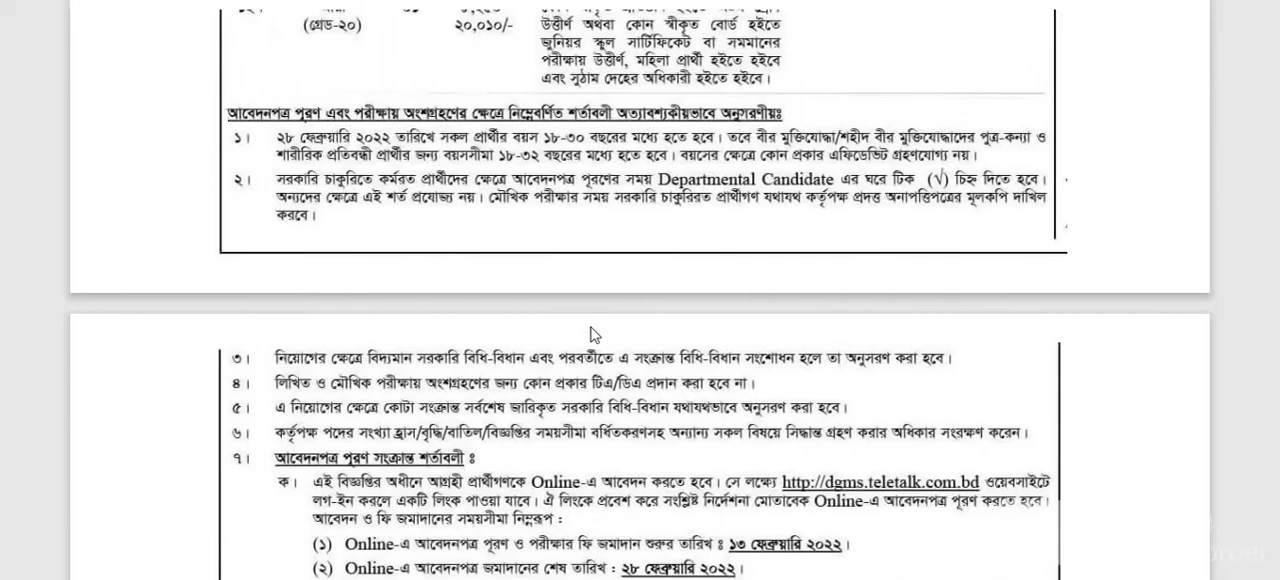 (গ্রেড-২০) ২০,০১০/- উত্তীর্ণ অথবা কোন স্বীকৃত বোর্ড হইতে
জুনিয়র স্কুল সার্টিফিকেট বা সমমানের
পরীক্ষায় উত্তীর্ণ, মহিলা প্রার্থী হইতে হইবে
এবং সুঠাম দেহের অধিকারী হইতে হইবে।
আবেদনপত্র পূরণ এবং পরীক্ষায় অংশগ্রহণের ক্ষেত্রে নিম্নেবর্ণিত শর্তাবলী অত্যাবশ্যকীয়ভাবে অনুসরণীয়ঃ
১। ২৮ ফেব্রুয়ারি ২০২২ তারিখে সকল প্রার্থীর বয়স ১৮-৩০ বছরের মধ্যে হতে হবে। তবে বীর মুক্তিযোদ্ধা/শহীদ বীর মুক্তিযোদ্ধাদের পুত্র-কন্যা ও
শারীরিক প্রতিবন্ধী প্রার্থীর জন্য বয়সসীমা ১৮-৩২ বছরের মধ্যে হতে হবে। বয়সের ক্ষেত্রে কোন প্রকার এফিডেভিট গ্রহণযোগ্য নয়।
২। সরকারি চাকুরিতে কর্মরত প্রার্থীদের ক্ষেত্রে আবেদনপত্র পূরণের সময় Departmental Candidate এর ঘরে টিক (√) চিহ্ন দিতে হবে।
অন্যদের ক্ষেত্রে এই শর্ত প্রযোজ্য নয়। মৌখিক পরীক্ষার সময় সরকারি চাকুরিরত প্রার্থীগণ যথাযথ কর্তৃপক্ষ প্রদত্ত অনাপত্তিপত্রের মূলকপি দাখিল
করবে।
৩। নিয়োগের ক্ষেত্রে বিদ্যমান সরকারি বিধি-বিধান এবং পরবর্তীতে এ সংক্রান্ত বিধি-বিধান সংশোধন হলে তা অনুসরণ করা হবে।
৪। লিখিত ও মৌখিক পরীক্ষায় অংশগ্রহণের জন্য কোন প্রকার টিএ/ডিএ প্রদান করা হবে না।
৫। এ নিয়োগের ক্ষেত্রে কোটা সংক্রান্ত সর্বশেষ জারিকৃত সরকারি বিধি-বিধান যথাযথভাবে অনুসরণ করা হবে।
৬। কর্তৃপক্ষ পদের সংখ্যা হ্রাস/বৃদ্ধি/বাতিল/বিজ্ঞপ্তির সময়সীমা বর্ধিতকরণসহ অন্যান্য সকল বিষয়ে সিদ্ধান্ত গ্রহণ করার অধিকার সংরক্ষণ করেন।
৭। আবেদনপত্র পূরণ সংক্রান্ত শর্তাবলী ঃ
ক। এই বিজ্ঞপ্তির অধীনে আগ্রহী প্রার্থীগণকে Online-এ আবেদন করতে হবে। সে লক্ষ্যে http://dgms.teletalk.com.bd ওয়েবসাইটে
লগ-ইন করলে একটি লিংক পাওয়া যাবে। ঐ লিংকে প্রবেশ করে সংশ্লিষ্ট নির্দেশনা মোতাবেক Online-এ আবেদনপত্র পূরণ করতে হবে।
আবেদন ও ফি জমাদানের সময়সীমা নিম্নরূপ :
(১) Online-এ আবেদনপত্র পূরণ ও পরীক্ষার ফি জমাদান শুরুর তারিখ ঃ ১৩ ফেব্রুয়ারি ২০২২।
(২) Online-এ আবেদনপত্র জমাদানের শেষ তারিখ : ২৮ ফেব্রুয়ারি ২০২২।